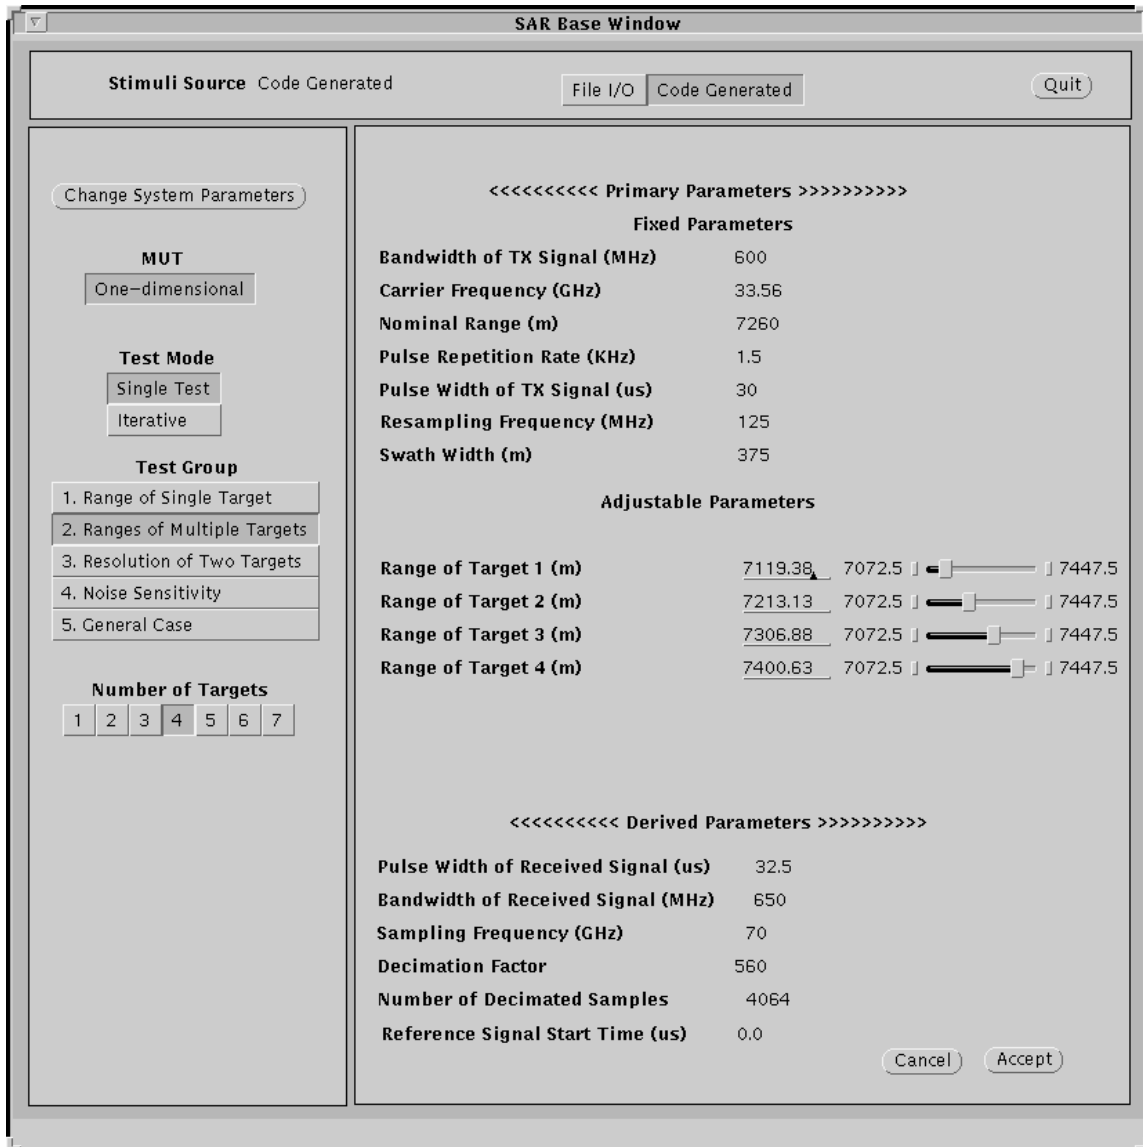 SAR Base Window
Stimuli Source Code Generated
File I/O Code Generated
Quit
Change System Parameters
MUT
One-dimensional
Test Mode
Single Test
Iterative
Test Group
1. Range of Single Target
2. Ranges of Multiple Targets
3. Resolution of Two Targets
4. Noise Sensitivity
5. General Case
Number of Targets
1 2 3 4 5 6 7
<<<<<<<<<< Primary Parameters >>>>>>>>>>
Fixed Parameters
Bandwidth of TX Signal (MHz) 600
Carrier Frequency (GHz) 33.56
Nominal Range (m) 7260
Pulse Repetition Rate (KHz) 1.5
Pulse Width of TX Signal (us) 30
Resampling Frequency (MHz) 125
Swath Width (m) 375
Adjustable Parameters
Range of Target 1 (m) 7119.38 7072.5 7447.5
Range of Target 2 (m) 7213.13 7072.5 7447.5
Range of Target 3 (m) 7306.88 7072.5 7447.5
Range of Target 4 (m) 7400.63 7072.5 7447.5
<<<<<<<<<< Derived Parameters >>>>>>>>>>
Pulse Width of Received Signal (us) 32.5
Bandwidth of Received Signal (MHz) 650
Sampling Frequency (GHz) 70
Decimation Factor 560
Number of Decimated Samples 4064
Reference Signal Start Time (us) 0.0
Cancel Accept